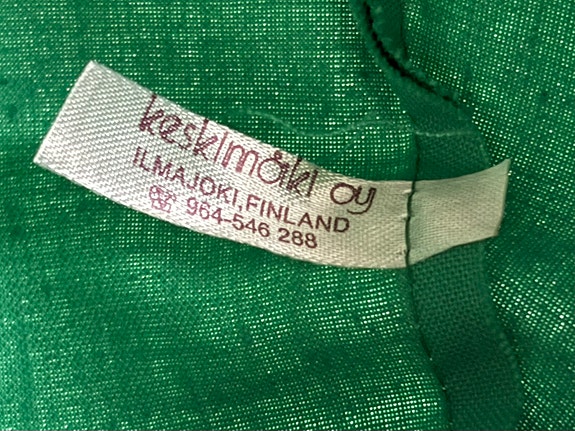 keskimäki oy
ILMAJOKI, FINLAND
☎ 964-546 288